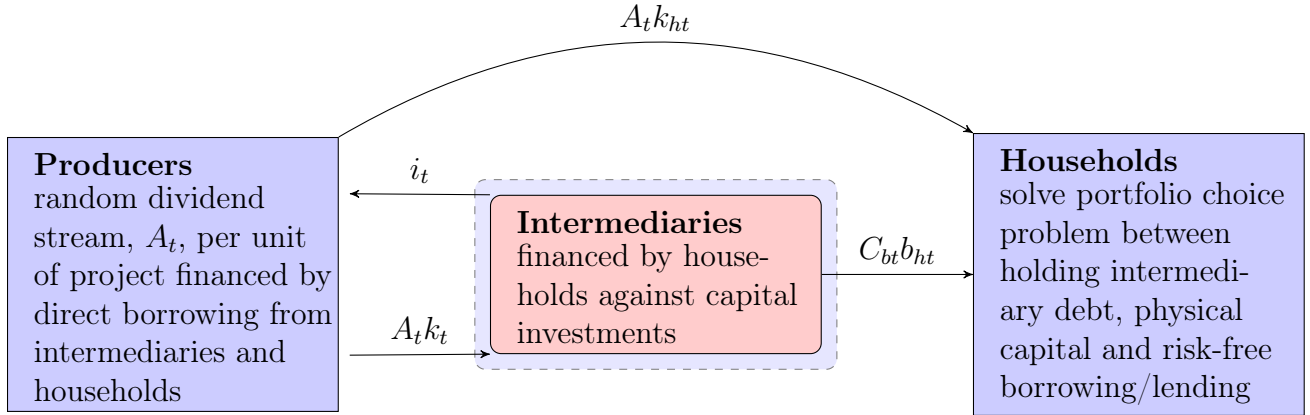 $A_t k_{ht}$
Producers
random dividend
stream, $A_t$, per unit
of project financed by
direct borrowing from
intermediaries and
households
$i_t$
$A_t k_t$
Intermediaries
financed by house-
holds against capital
investments
$C_{bt} b_{ht}$
Households
solve portfolio choice
problem between
holding intermedi-
ary debt, physical
capital and risk-free
borrowing/lending